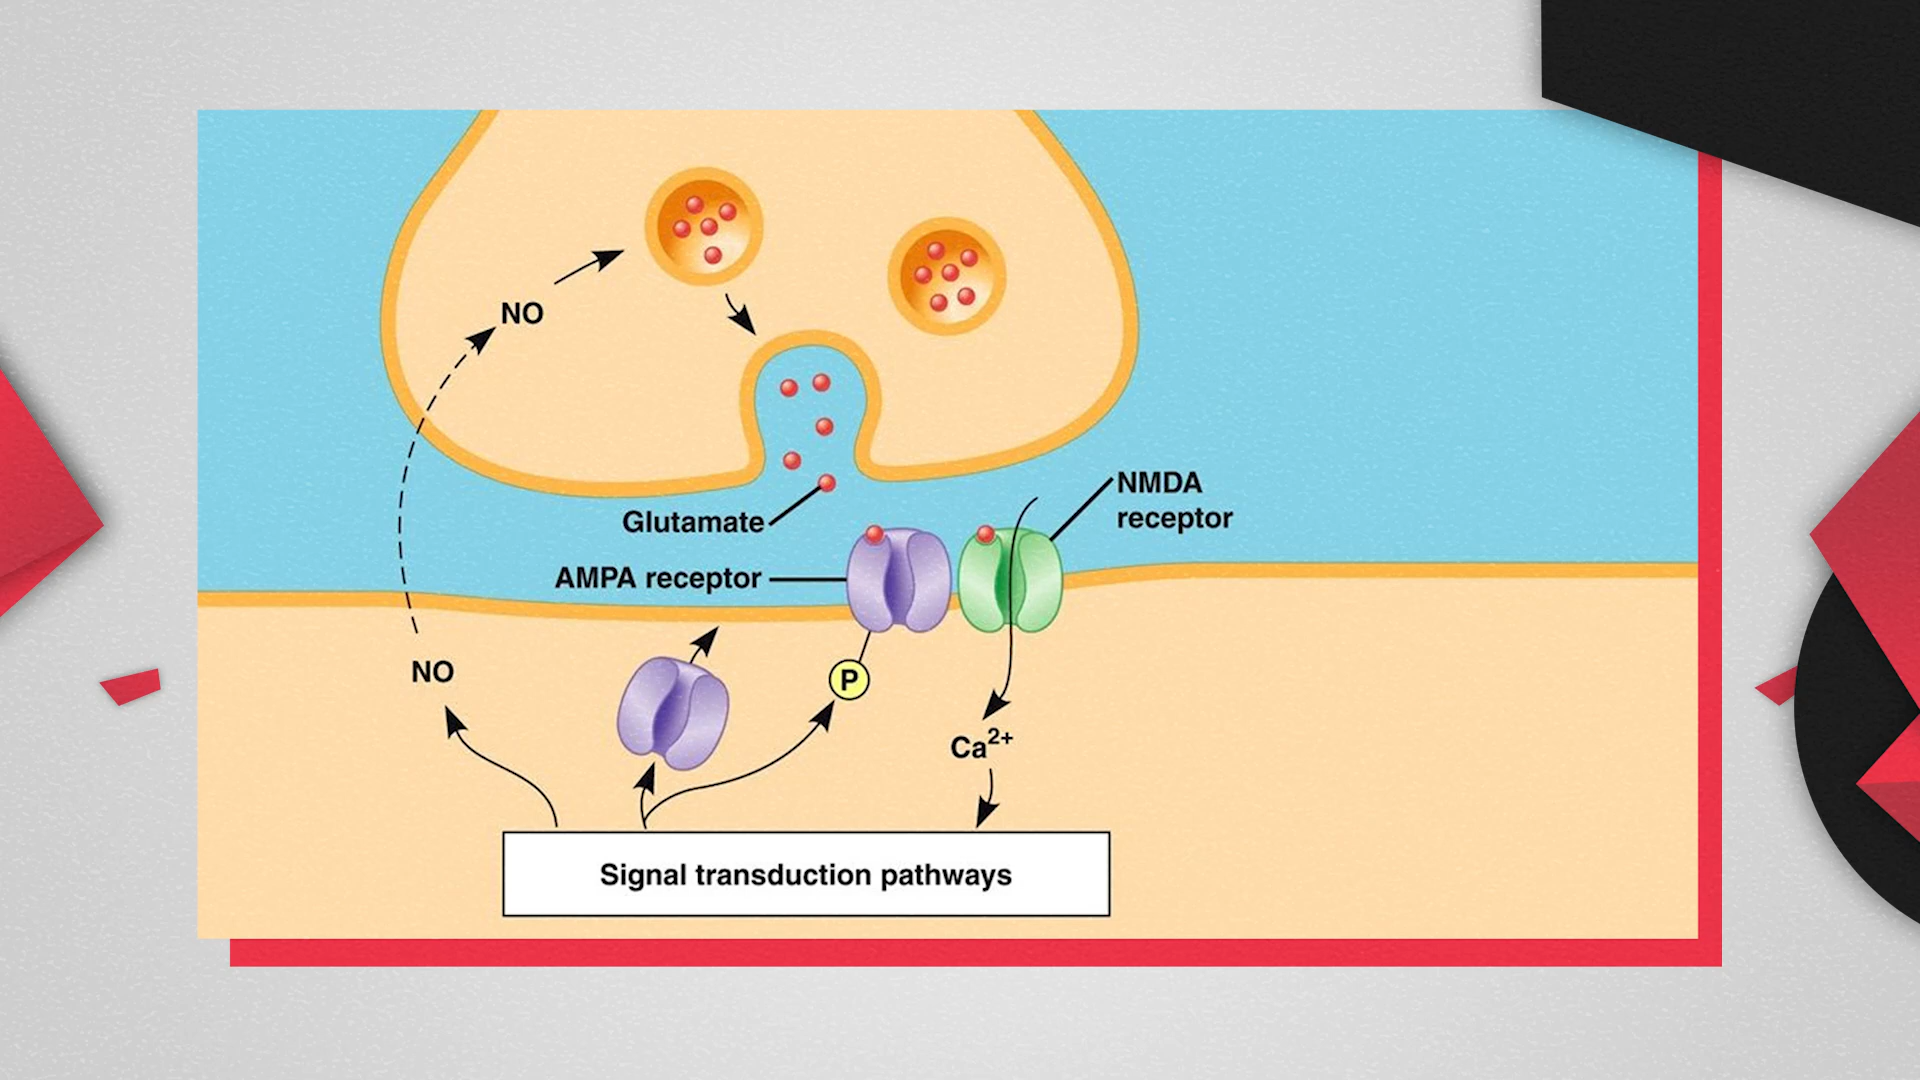 NO
NMDA
receptor
Glutamate
AMPA receptor
NO
P
Ca²⁺
Signal transduction pathways